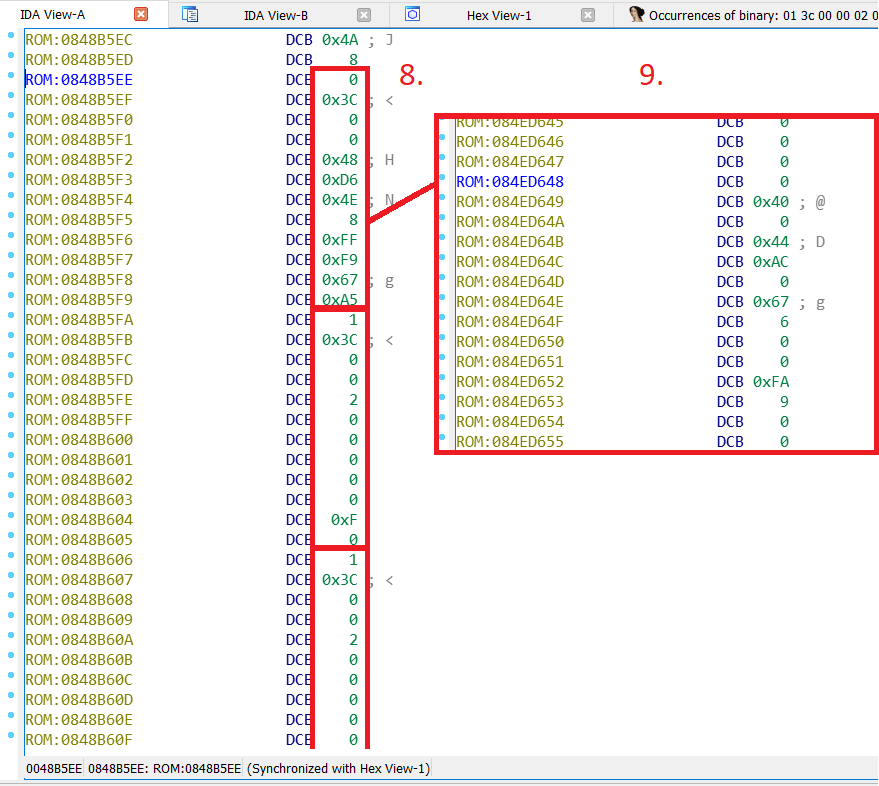 IDA View-A IDA View-B Hex View-1 Occurrences of binary: 01 3c 00 00 02 0
ROM:0848B5EC DCB 0x4A ; J
ROM:0848B5ED DCB 8
ROM:0848B5EE DCB 0
ROM:0848B5EF DCB 0x3C ; <
ROM:0848B5F0 DCB 0
ROM:0848B5F1 DCB 0
ROM:0848B5F2 DCB 0x48 ; H
ROM:0848B5F3 DCB 0xD6
ROM:0848B5F4 DCB 0x4E ; N
ROM:0848B5F5 DCB 8
ROM:0848B5F6 DCB 0xFF
ROM:0848B5F7 DCB 0xF9
ROM:0848B5F8 DCB 0x67 ; g
ROM:0848B5F9 DCB 0xA5
ROM:0848B5FA DCB 1
ROM:0848B5FB DCB 0x3C ; <
ROM:0848B5FC DCB 0
ROM:0848B5FD DCB 0
ROM:0848B5FE DCB 2
ROM:0848B5FF DCB 0
ROM:0848B600 DCB 0
ROM:0848B601 DCB 0
ROM:0848B602 DCB 0
ROM:0848B603 DCB 0
ROM:0848B604 DCB 0xF
ROM:0848B605 DCB 0
ROM:0848B606 DCB 1
ROM:0848B607 DCB 0x3C ; <
ROM:0848B608 DCB 0
ROM:0848B609 DCB 0
ROM:0848B60A DCB 2
ROM:0848B60B DCB 0
ROM:0848B60C DCB 0
ROM:0848B60D DCB 0
ROM:0848B60E DCB 0
ROM:0848B60F DCB 0
8.
9.
ROM:084ED645 DCB 0
ROM:084ED646 DCB 0
ROM:084ED647 DCB 0
ROM:084ED648 DCB 0
ROM:084ED649 DCB 0x40 ; @
ROM:084ED64A DCB 0
ROM:084ED64B DCB 0x44 ; D
ROM:084ED64C DCB 0xAC
ROM:084ED64D DCB 0
ROM:084ED64E DCB 0x67 ; g
ROM:084ED64F DCB 6
ROM:084ED650 DCB 0
ROM:084ED651 DCB 0
ROM:084ED652 DCB 0xFA
ROM:084ED653 DCB 9
ROM:084ED654 DCB 0
ROM:084ED655 DCB 0
0048B5EE 0848B5EE: ROM:0848B5EE (Synchronized with Hex View-1)